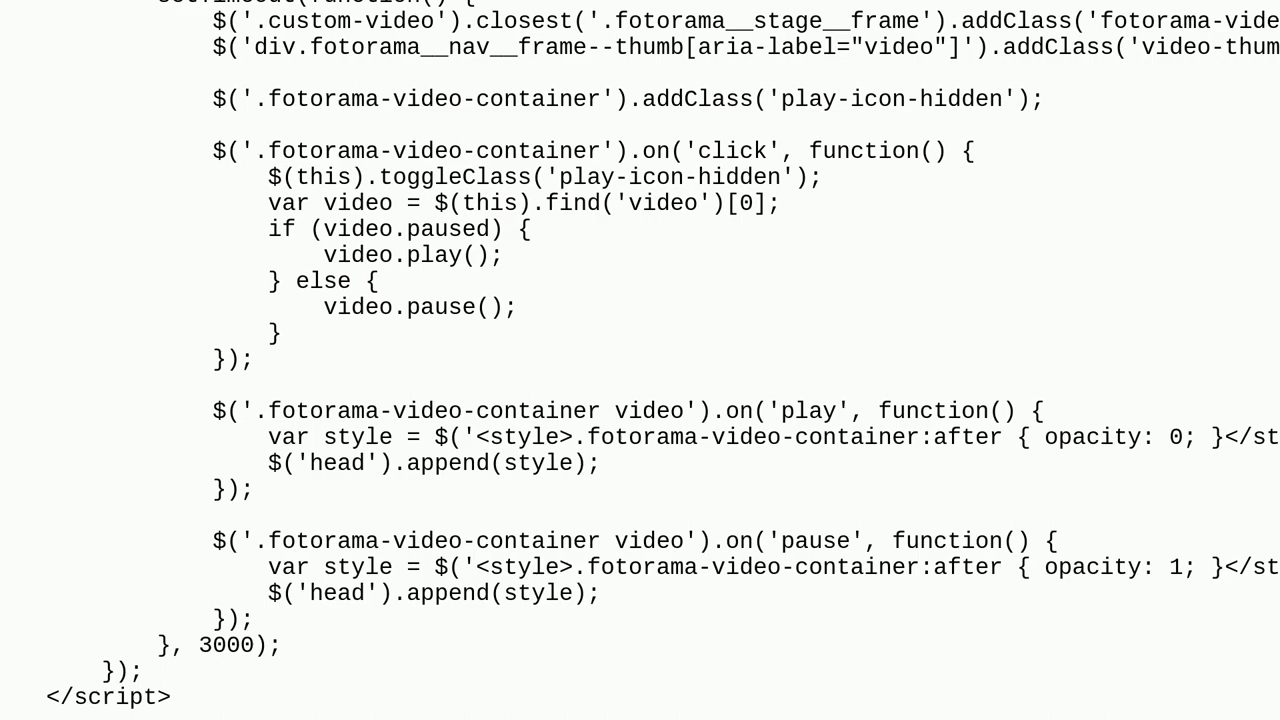 setTimeout(function() {
$('.custom-video').closest('.fotorama__stage__frame').addClass('fotorama-vide
$('div.fotorama__nav__frame--thumb[aria-label="video"]').addClass('video-thum
$('.fotorama-video-container').addClass('play-icon-hidden');
$('.fotorama-video-container').on('click', function() {
$(this).toggleClass('play-icon-hidden');
var video = $(this).find('video')[0];
if (video.paused) {
video.play();
} else {
video.pause();
}
});
$('.fotorama-video-container video').on('play', function() {
var style = $('<style>.fotorama-video-container:after { opacity: 0; }</st
$('head').append(style);
});
$('.fotorama-video-container video').on('pause', function() {
var style = $('<style>.fotorama-video-container:after { opacity: 1; }</st
$('head').append(style);
});
}, 3000);
});
</script>